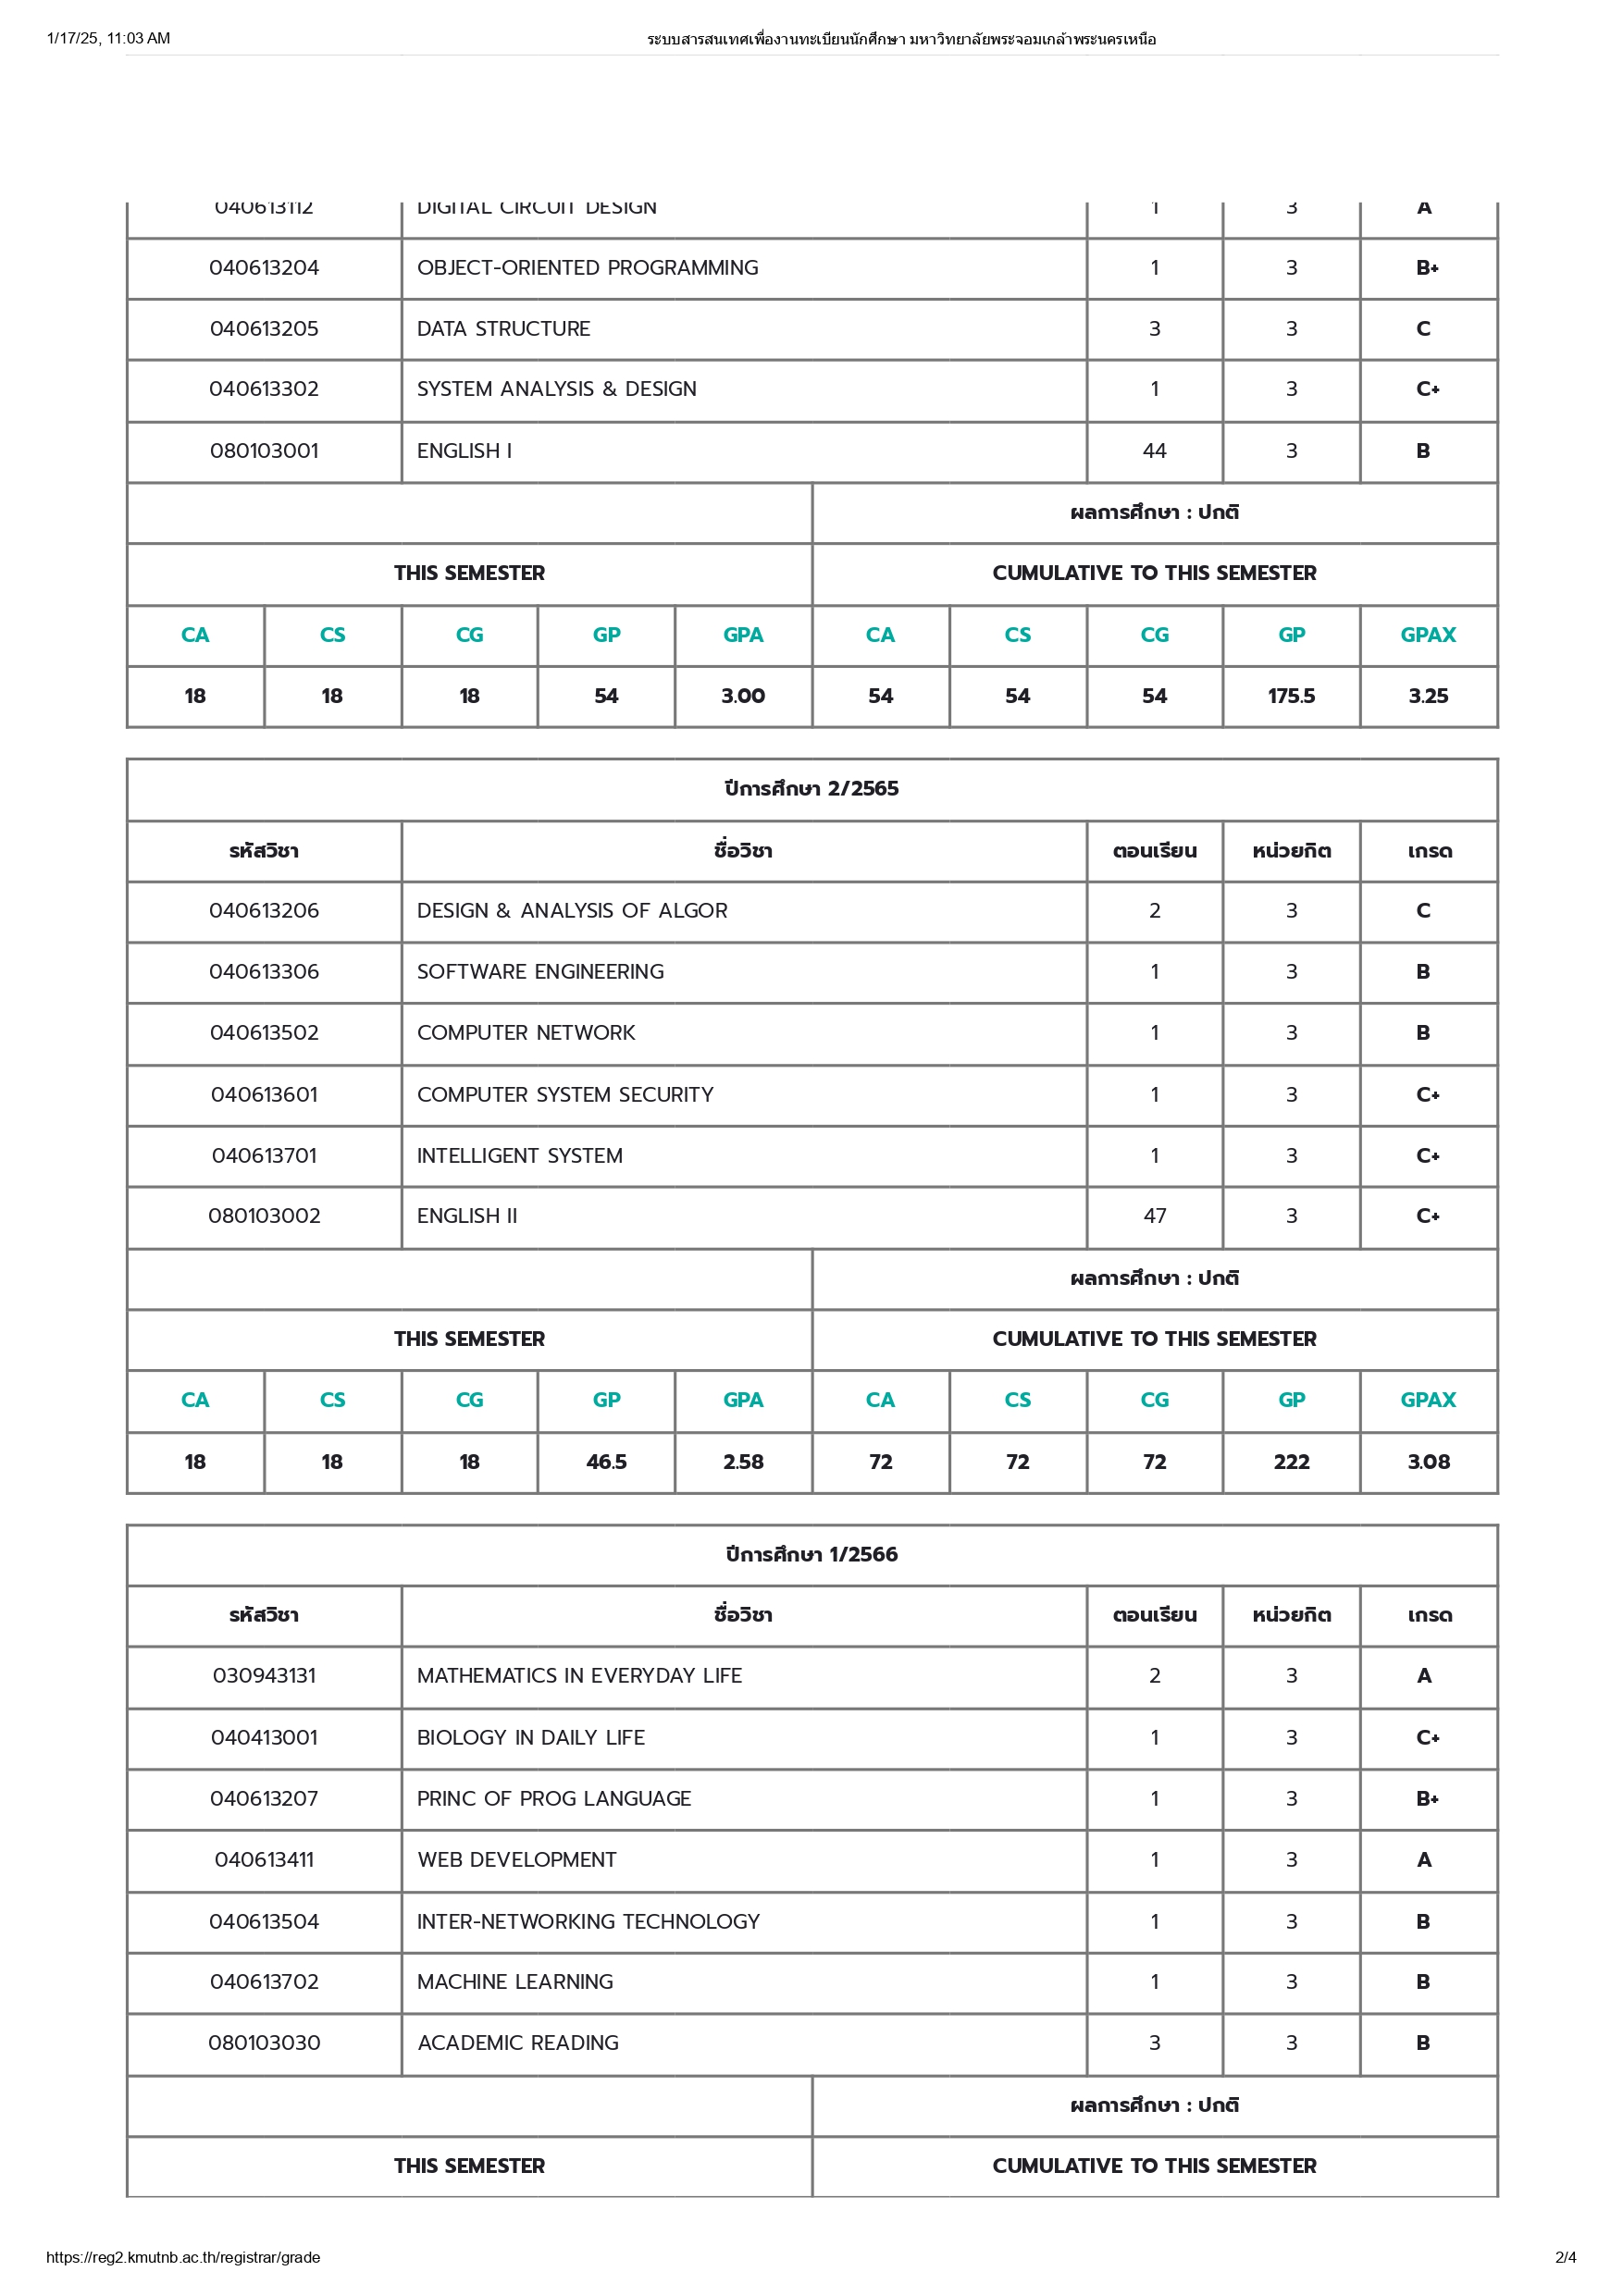 1/17/25, 11:03 AM ระบบสารสนเทศเพื่องานทะเบียนนักศึกษา มหาวิทยาลัยพระจอมเกล้าพระนครเหนือ
040613112 DIGITAL CIRCUIT DESIGN 1 3 A
040613204 OBJECT-ORIENTED PROGRAMMING 1 3 B+
040613205 DATA STRUCTURE 3 3 C
040613302 SYSTEM ANALYSIS & DESIGN 1 3 C+
080103001 ENGLISH I 44 3 B
ผลการศึกษา : ปกติ
THIS SEMESTER CUMULATIVE TO THIS SEMESTER
CA CS CG GP GPA CA CS CG GP GPAX
18 18 18 54 3.00 54 54 54 175.5 3.25
ปีการศึกษา 2/2565
รหัสวิชา ชื่อวิชา ตอนเรียน หน่วยกิต เกรด
040613206 DESIGN & ANALYSIS OF ALGOR 2 3 C
040613306 SOFTWARE ENGINEERING 1 3 B
040613502 COMPUTER NETWORK 1 3 B
040613601 COMPUTER SYSTEM SECURITY 1 3 C+
040613701 INTELLIGENT SYSTEM 1 3 C+
080103002 ENGLISH II 47 3 C+
ผลการศึกษา : ปกติ
THIS SEMESTER CUMULATIVE TO THIS SEMESTER
CA CS CG GP GPA CA CS CG GP GPAX
18 18 18 46.5 2.58 72 72 72 222 3.08
ปีการศึกษา 1/2566
รหัสวิชา ชื่อวิชา ตอนเรียน หน่วยกิต เกรด
030943131 MATHEMATICS IN EVERYDAY LIFE 2 3 A
040413001 BIOLOGY IN DAILY LIFE 1 3 C+
040613207 PRINC OF PROG LANGUAGE 1 3 B+
040613411 WEB DEVELOPMENT 1 3 A
040613504 INTER-NETWORKING TECHNOLOGY 1 3 B
040613702 MACHINE LEARNING 1 3 B
080103030 ACADEMIC READING 3 3 B
ผลการศึกษา : ปกติ
THIS SEMESTER CUMULATIVE TO THIS SEMESTER
https://reg2.kmutnb.ac.th/registrar/grade 2/4